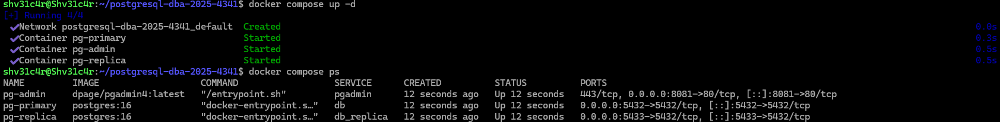 shv31c4r@Shv31c4r:~/postgresql-dba-2025-4341$ docker compose up -d
[+] Running 4/4
✔Network postgresql-dba-2025-4341_default Created 0.0s
✔Container pg-primary Started 0.3s
✔Container pg-admin Started 0.5s
✔Container pg-replica Started 0.5s
shv31c4r@Shv31c4r:~/postgresql-dba-2025-4341$ docker compose ps
NAME IMAGE COMMAND SERVICE CREATED STATUS PORTS
pg-admin dpage/pgadmin4:latest "/entrypoint.sh" pgadmin 12 seconds ago Up 12 seconds 443/tcp, 0.0.0.0:8081->80/tcp, [::]:8081->80/tcp
pg-primary postgres:16 "docker-entrypoint.s…" db 12 seconds ago Up 12 seconds 0.0.0.0:5432->5432/tcp, [::]:5432->5432/tcp
pg-replica postgres:16 "docker-entrypoint.s…" db_replica 12 seconds ago Up 12 seconds 0.0.0.0:5433->5432/tcp, [::]:5433->5432/tcp